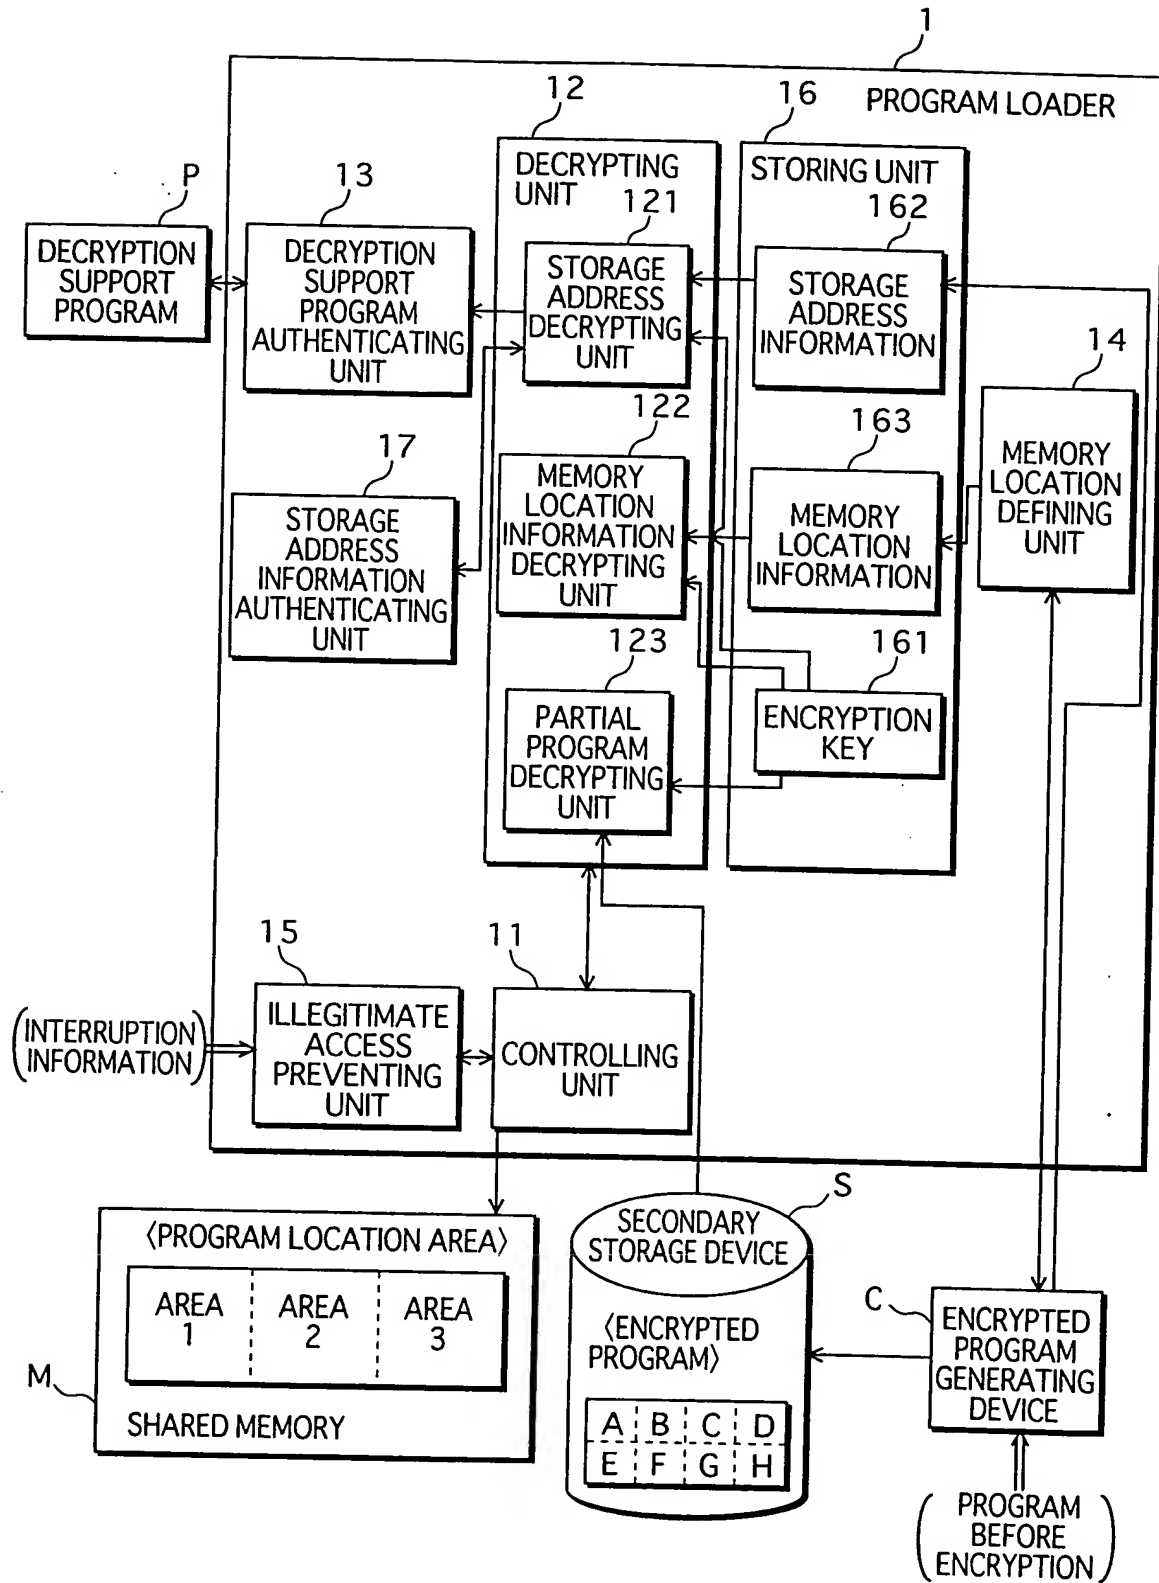 1
PROGRAM LOADER
12
16
DECRYPTING
UNIT
STORING UNIT
P
13
121
162
DECRYPTION
SUPPORT
PROGRAM
DECRYPTION
SUPPORT
PROGRAM
AUTHENTICATING
UNIT
STORAGE
ADDRESS
DECRYPTING
UNIT
STORAGE
ADDRESS
INFORMATION
14
17
122
163
STORAGE
ADDRESS
INFORMATION
AUTHENTICATING
UNIT
MEMORY
LOCATION
INFORMATION
DECRYPTING
UNIT
MEMORY
LOCATION
INFORMATION
MEMORY
LOCATION
DEFINING
UNIT
123
161
PARTIAL
PROGRAM
DECRYPTING
UNIT
ENCRYPTION
KEY
15
11
(INTERRUPTION
INFORMATION)
ILLEGITIMATE
ACCESS
PREVENTING
UNIT
CONTROLLING
UNIT
S
〈PROGRAM LOCATION AREA〉
AREA
1
AREA
2
AREA
3
M
SHARED MEMORY
SECONDARY
STORAGE DEVICE
〈ENCRYPTED
PROGRAM〉
A B C D
E F G H
C
ENCRYPTED
PROGRAM
GENERATING
DEVICE
(PROGRAM
BEFORE
ENCRYPTION)